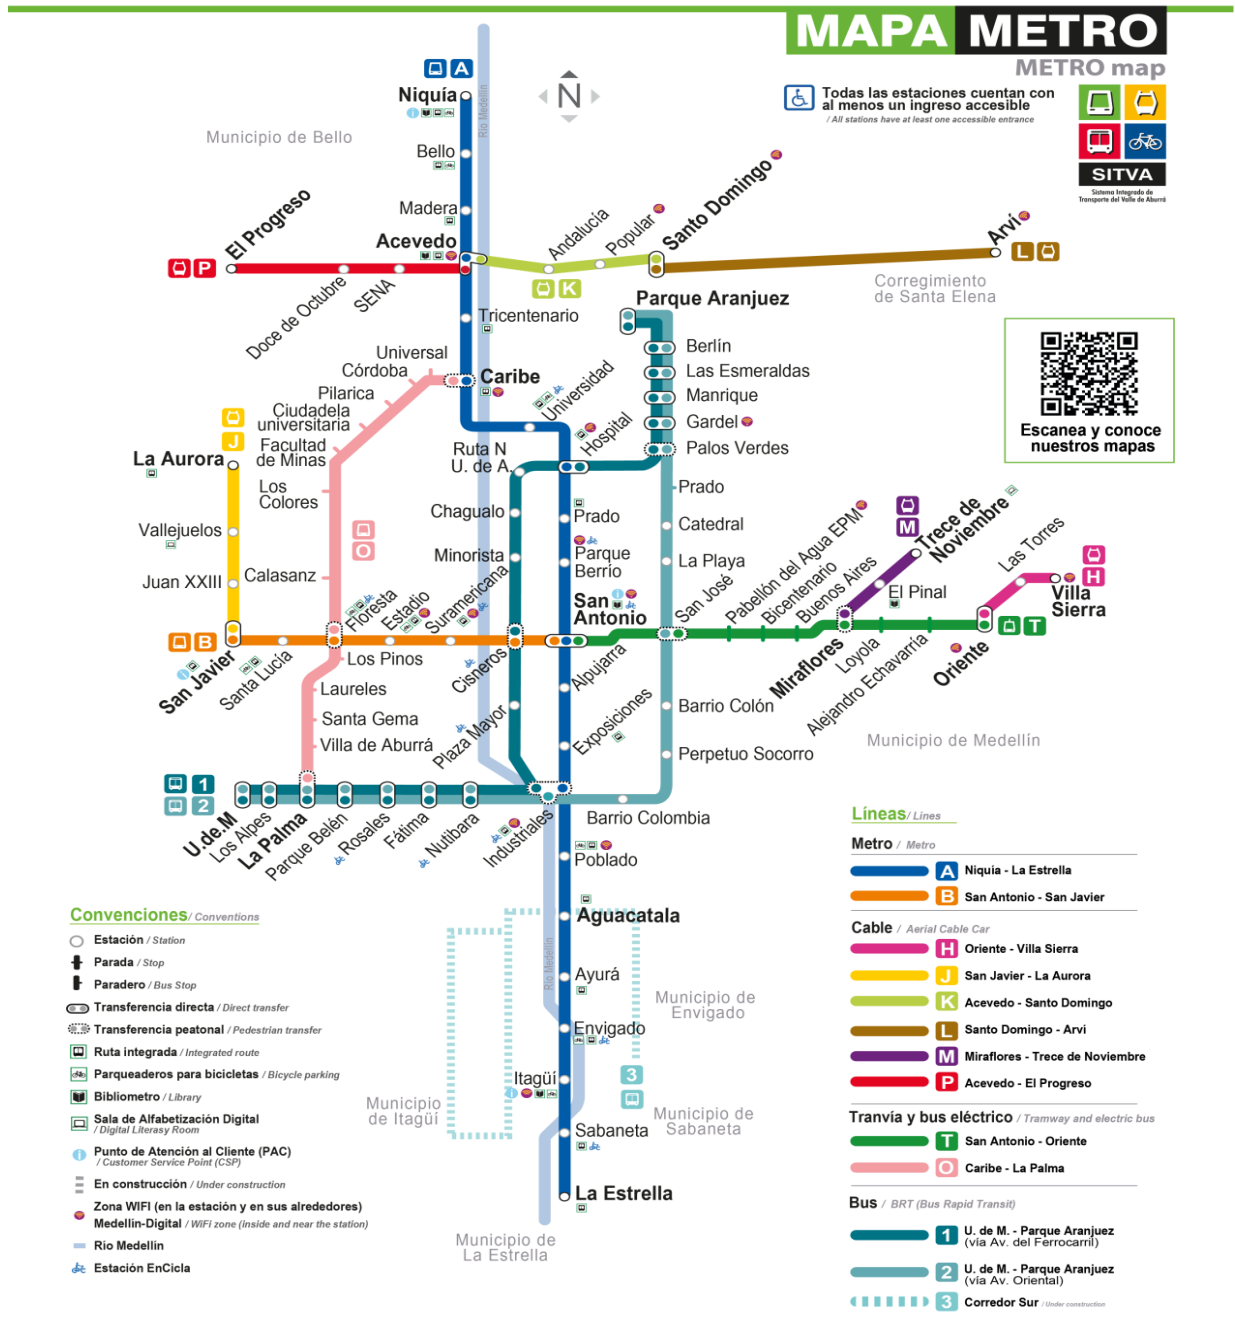 MAPA METRO
METRO map
Todas las estaciones cuentan con
al menos un ingreso accesible
/ All stations have at least one accessible entrance
SITVA
Sistema Integrado de
Transporte del Valle de Aburrá
N
Río Medellín
A
Niquía
Municipio de Bello
Bello
Madera
Acevedo
El Progreso
P
Doce de Octubre
SENA
Andalucía
Popular
Santo Domingo
K
Arví
L
Corregimiento
de Santa Elena
Tricentenario
Parque Aranjuez
Berlín
Las Esmeraldas
Manrique
Gardel
Palos Verdes
Universal
Córdoba
Pilarica
Ciudadela
universitaria
Facultad
de Minas
Los
Colores
Caribe
Universidad
Hospital
Ruta N
U. de A.
Escanea y conoce
nuestros mapas
J
La Aurora
Vallejuelos
Juan XXIII
Calasanz
O
Chagualo
Minorista
Prado
Parque
Berrío
San
Antonio
Prado
Catedral
La Playa
San José
Pabellón del Agua EPM
Bicentenario
Buenos Aires
M
Trece de
Noviembre
El Pinal
Las Torres
H
Villa
Sierra
T
B
San Javier
Santa Lucía
Floresta
Estadio
Suramericana
Cisneros
Alpujarra
Miraflores
Loyola
Alejandro Echavarría
Oriente
Los Pinos
Laureles
Santa Gema
Villa de Aburrá
Plaza Mayor
Exposiciones
Barrio Colón
Perpetuo Socorro
Municipio de Medellín
1
2
U.de.M
Los Alpes
La Palma
Parque Belén
Rosales
Fátima
Nutibara
Industriales
Barrio Colombia
Poblado
Aguacatala
Río Medellín
Ayurá
Municipio de
Envigado
Envigado
Itagüí
3
Municipio
de Itagüí
Municipio de
Sabaneta
Sabaneta
La Estrella
Municipio de
La Estrella
Convenciones/ Conventions
Estación / Station
Parada / Stop
Paradero / Bus Stop
Transferencia directa / Direct transfer
Transferencia peatonal / Pedestrian transfer
Ruta integrada / Integrated route
Parqueaderos para bicicletas / Bicycle parking
Bibliometro / Library
Sala de Alfabetización Digital
/ Digital Literasy Room
Punto de Atención al Cliente (PAC)
/ Customer Service Point (CSP)
En construcción / Under construction
Zona WIFI (en la estación y en sus alrededores)
Medellín-Digital / WiFi zone (inside and near the station)
Río Medellín
Estación EnCicla
Líneas/ Lines
Metro / Metro
A Niquía - La Estrella
B San Antonio - San Javier
Cable / Aerial Cable Car
H Oriente - Villa Sierra
J San Javier - La Aurora
K Acevedo - Santo Domingo
L Santo Domingo - Arví
M Miraflores - Trece de Noviembre
P Acevedo - El Progreso
Tranvía y bus eléctrico / Tramway and electric bus
T San Antonio - Oriente
O Caribe - La Palma
Bus / BRT (Bus Rapid Transit)
1 U. de M. - Parque Aranjuez
(vía Av. del Ferrocarril)
2 U. de M. - Parque Aranjuez
(vía Av. Oriental)
3 Corredor Sur / Under construction